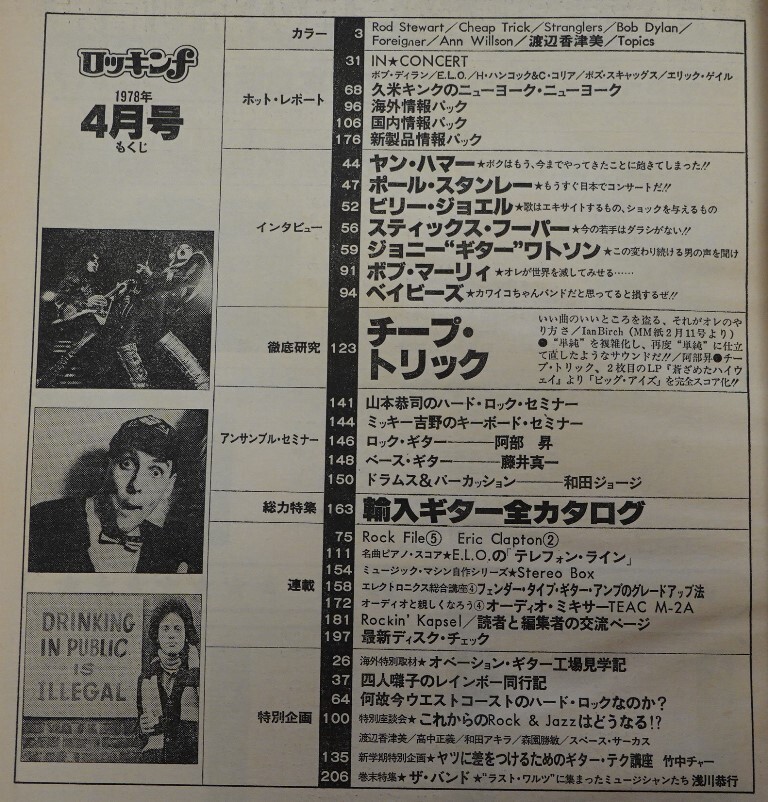 ロッキンf
1978年
4月号
もくじ
カラー
3 Rod Stewart/Cheap Trick/Stranglers/Bob Dylan/
Foreigner/Ann Willson/渡辺香津美/Topics
ホット・レポート
31 IN★CONCERT
ボブ・ディラン/E.L.O./H・ハンコック&C・コリア/ボズ・スキャッグス/エリック・ゲイル
68 久米キンクのニューヨーク・ニューヨーク
96 海外情報パック
106 国内情報パック
176 新製品情報パック
インタビュー
44 ヤン・ハマー★ボクはもう、今までやってきたことに飽きてしまった!!
47 ポール・スタンレー★もうすぐ日本でコンサートだ!!
52 ビリー・ジョエル★歌はエキサイトするもの、ショックを与えるもの
56 スティックス・フーパー★今の若手はダラシがない!!
59 ジョニー“ギター”ワトソン★この変わり続ける男の声を聞け
91 ボブ・マーリィ★オレが世界を滅してみせる……
94 ベイビーズ★カワイコちゃんバンドだと思ってると損するぜ!!
徹底研究
123 チープ・
トリック
いい曲のいいところを盗る、それがオレのや
り方さ/IanBirch(MM紙2月11号より)
●“単純”を複雑化し、再度“単純”に仕立
て直したようなサウンドだ!!/阿部昇●チー
プ・トリック、2枚目のLP『蒼ざめたハイウ
ェイ』より「ビッグ・アイズ」を完全スコア化!!
アンサンブル・セミナー
141 山本恭司のハード・ロック・セミナー
144 ミッキー吉野のキーボード・セミナー
146 ロック・ギター───阿部 昇
148 ベース・ギター───藤井真一
150 ドラムス&パーカッション───和田ジョージ
総力特集
163 輸入ギター全カタログ
連載
75 Rock File⑤ Eric Clapton②
111 名曲ピアノ・スコア★E.L.O.の「テレフォン・ライン」
154 ミュージック・マシン自作シリーズ★Stereo Box
158 エレクトロニクス総合講座④フェンダー・タイプ・ギター・アンプのグレードアップ法
172 オーディオと親しくなろう④オーディオ・ミキサーTEAC M-2A
181 Rockin' Kapsel/読者と編集者の交流ページ
197 最新ディスク・チェック
特別企画
26 海外特別取材★オベーション・ギター工場見学記
37 四人囃子のレインボー同行記
64 何故今ウエストコーストのハード・ロックなのか?
100 特別座談会★これからのRock & Jazzはどうなる!?
渡辺香津美/高中正義/和田アキラ/森園勝敏/スペース・サーカス
135 新学期特別企画★ヤツに差をつけるためのギター・テク講座 竹中チャー
206 巻末特集★ザ・バンド★“ラスト・ワルツ”に集まったミュージシャンたち 浅川恭行
DRINKING
IN PUBLIC
IS
ILLEGAL